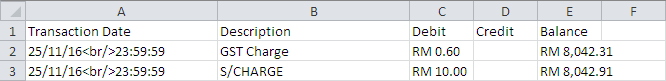 A B C D E F
1 Transaction Date Description Debit Credit Balance
2 25/11/16<br/>23:59:59 GST Charge RM 0.60 RM 8,042.31
3 25/11/16<br/>23:59:59 S/CHARGE RM 10.00 RM 8,042.91